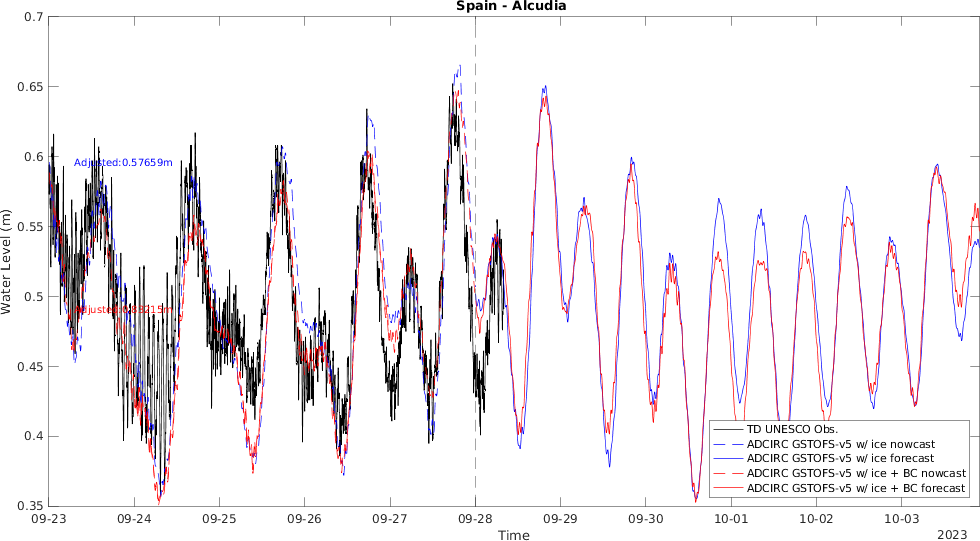 Spain - Alcudia
Water Level (m)
0.7
0.65
0.6
0.55
0.5
0.45
0.4
0.35
Adjusted:0.57659m
TD UNESCO Obs.
ADCIRC GSTOFS-v5 w/ ice nowcast
ADCIRC GSTOFS-v5 w/ ice forecast
ADCIRC GSTOFS-v5 w/ ice + BC nowcast
ADCIRC GSTOFS-v5 w/ ice + BC forecast
09-23
09-24
09-25
09-26
09-27
09-28
09-29
09-30
10-01
10-02
10-03
Time
2023